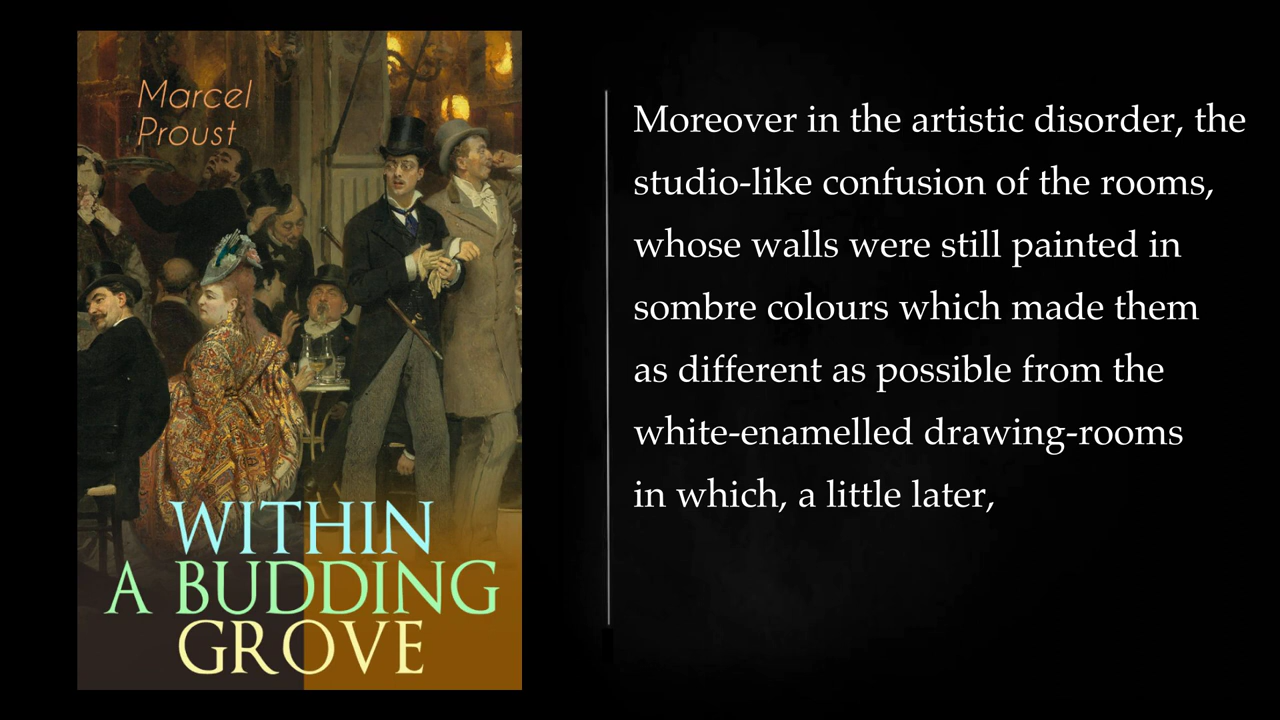 Marcel
Proust
WITHIN
A BUDDING
GROVE
Moreover in the artistic disorder, the
studio-like confusion of the rooms,
whose walls were still painted in
sombre colours which made them
as different as possible from the
white-enamelled drawing-rooms
in which, a little later,